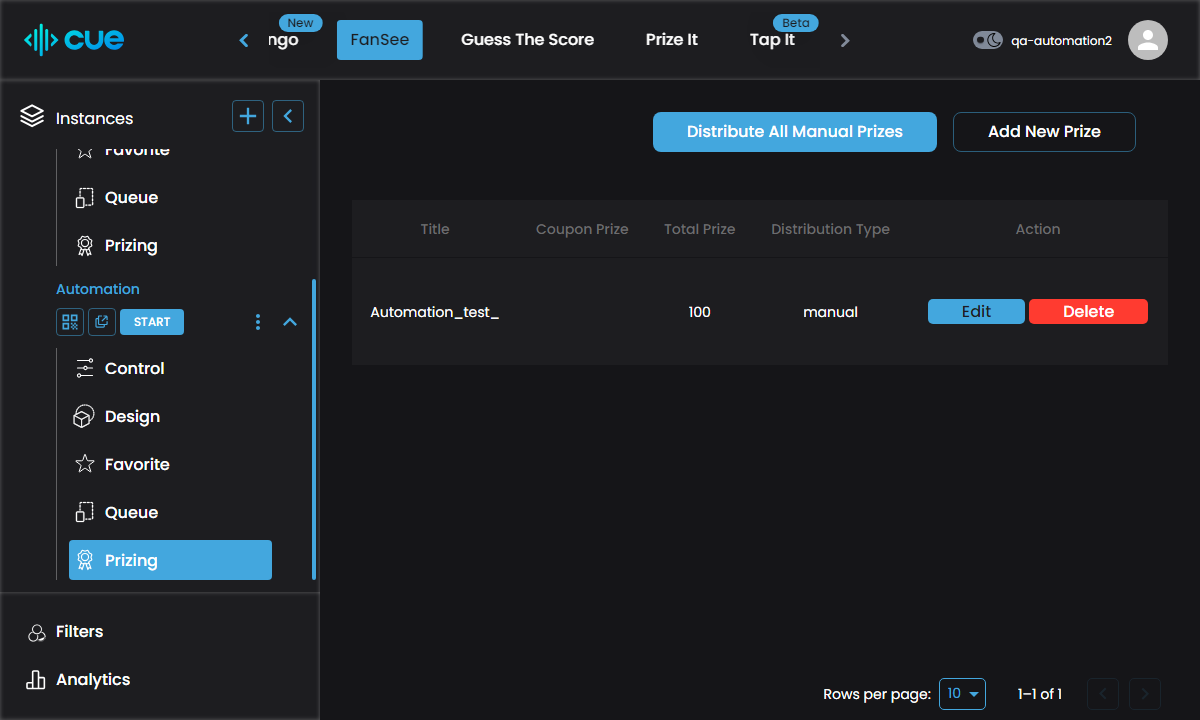 cue
New
ngo
FanSee
Guess The Score
Prize It
Beta
Tap It
qa-automation2
Instances
Favorite
Queue
Prizing
Automation
START
Control
Design
Favorite
Queue
Prizing
Filters
Analytics
Distribute All Manual Prizes
Add New Prize
Title Coupon Prize Total Prize Distribution Type Action
Automation_test_ 100 manual Edit Delete
Rows per page: 10 1–1 of 1